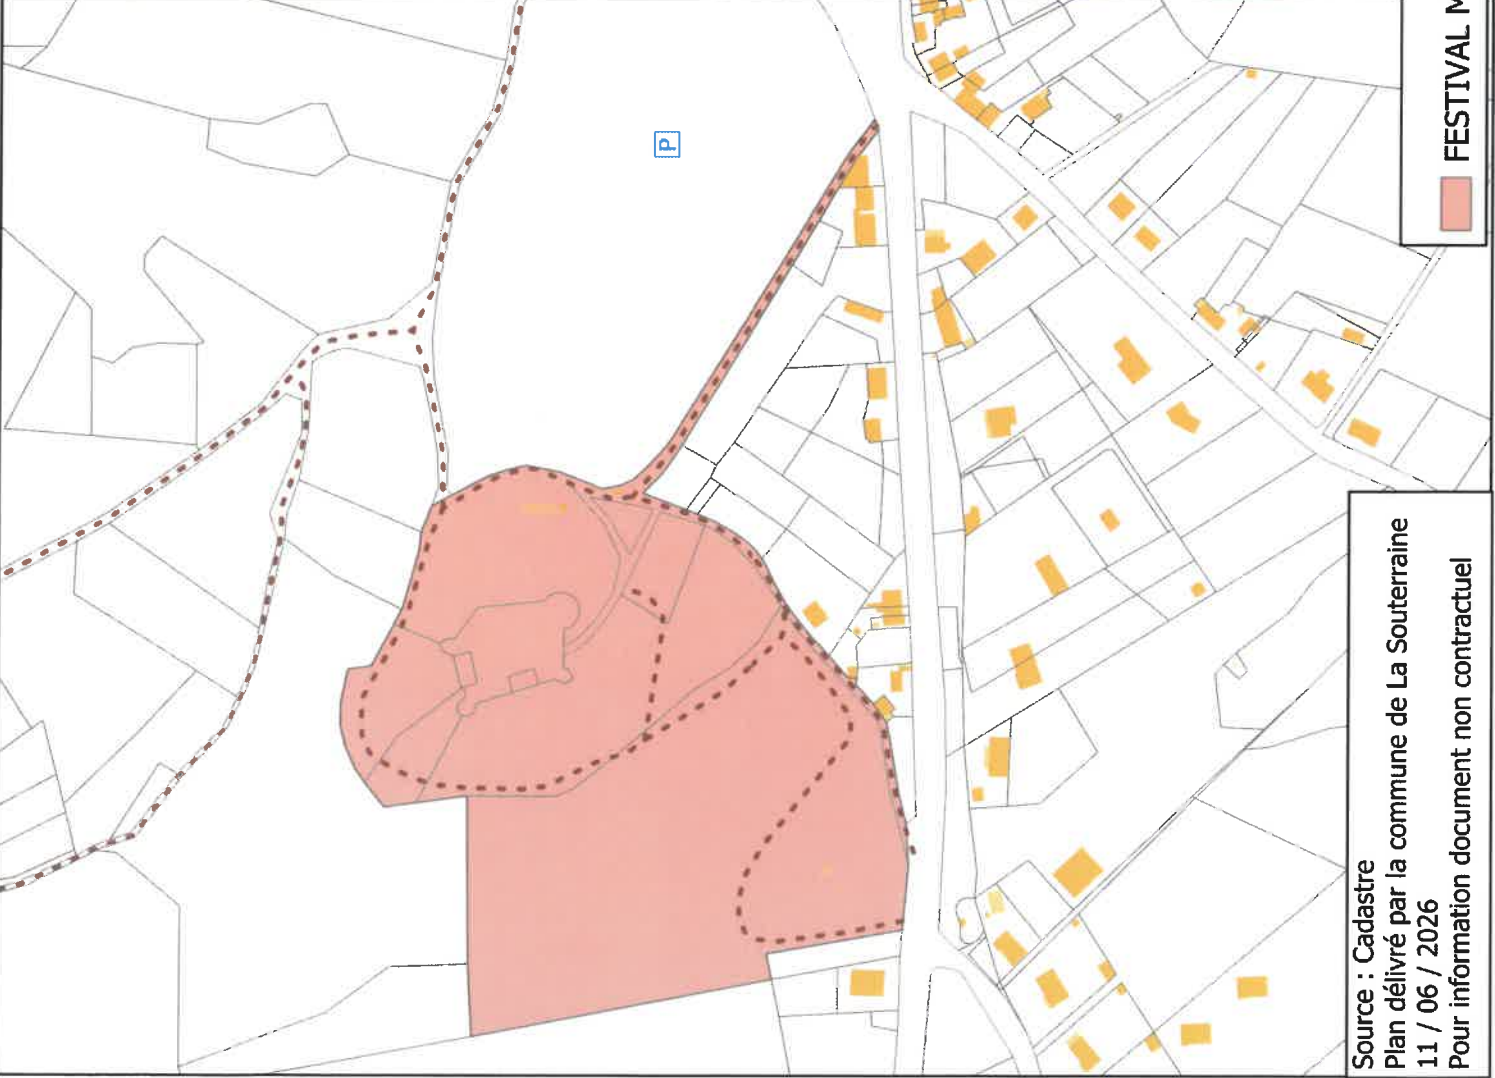 P
FESTIVAL M
Source : Cadastre
Plan délivré par la commune de La Souterraine
11 / 06 / 2026
Pour information document non contractuel